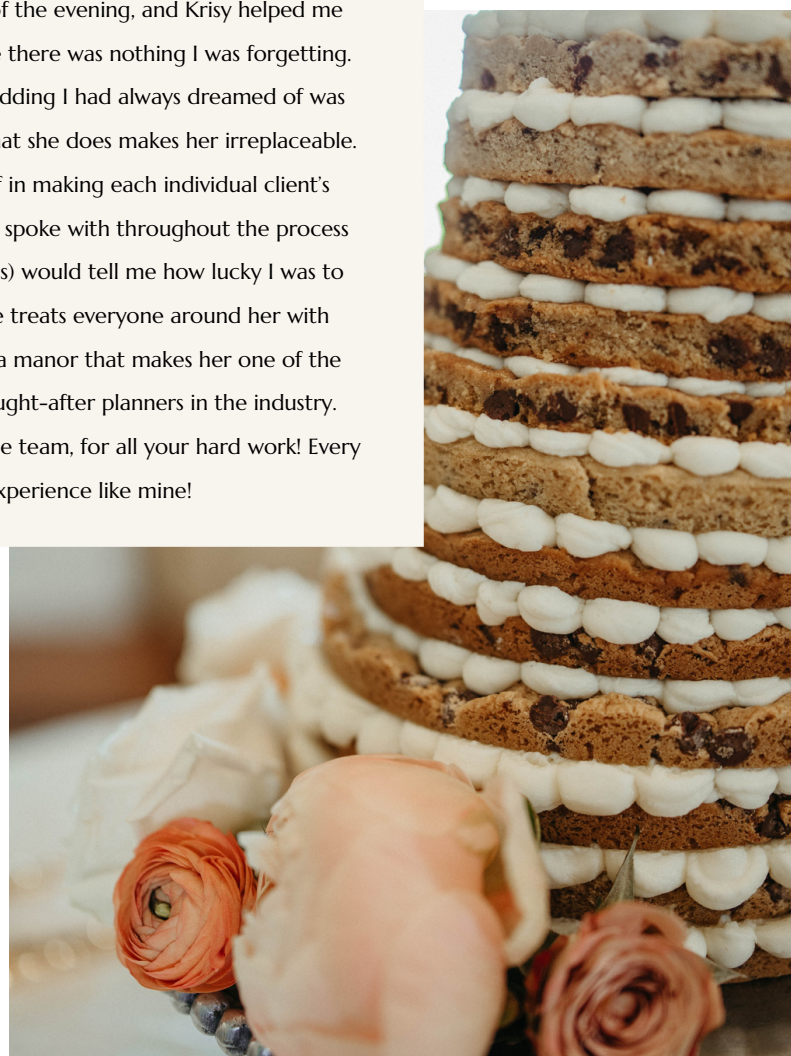 f the evening, and Krisy helped me
there was nothing I was forgetting.
dding I had always dreamed of was
at she does makes her irreplaceable.
in making each individual client's
spoke with throughout the process
s) would tell me how lucky I was to
e treats everyone around her with
a manor that makes her one of the
ught-after planners in the industry.
e team, for all your hard work! Every
xperience like mine!